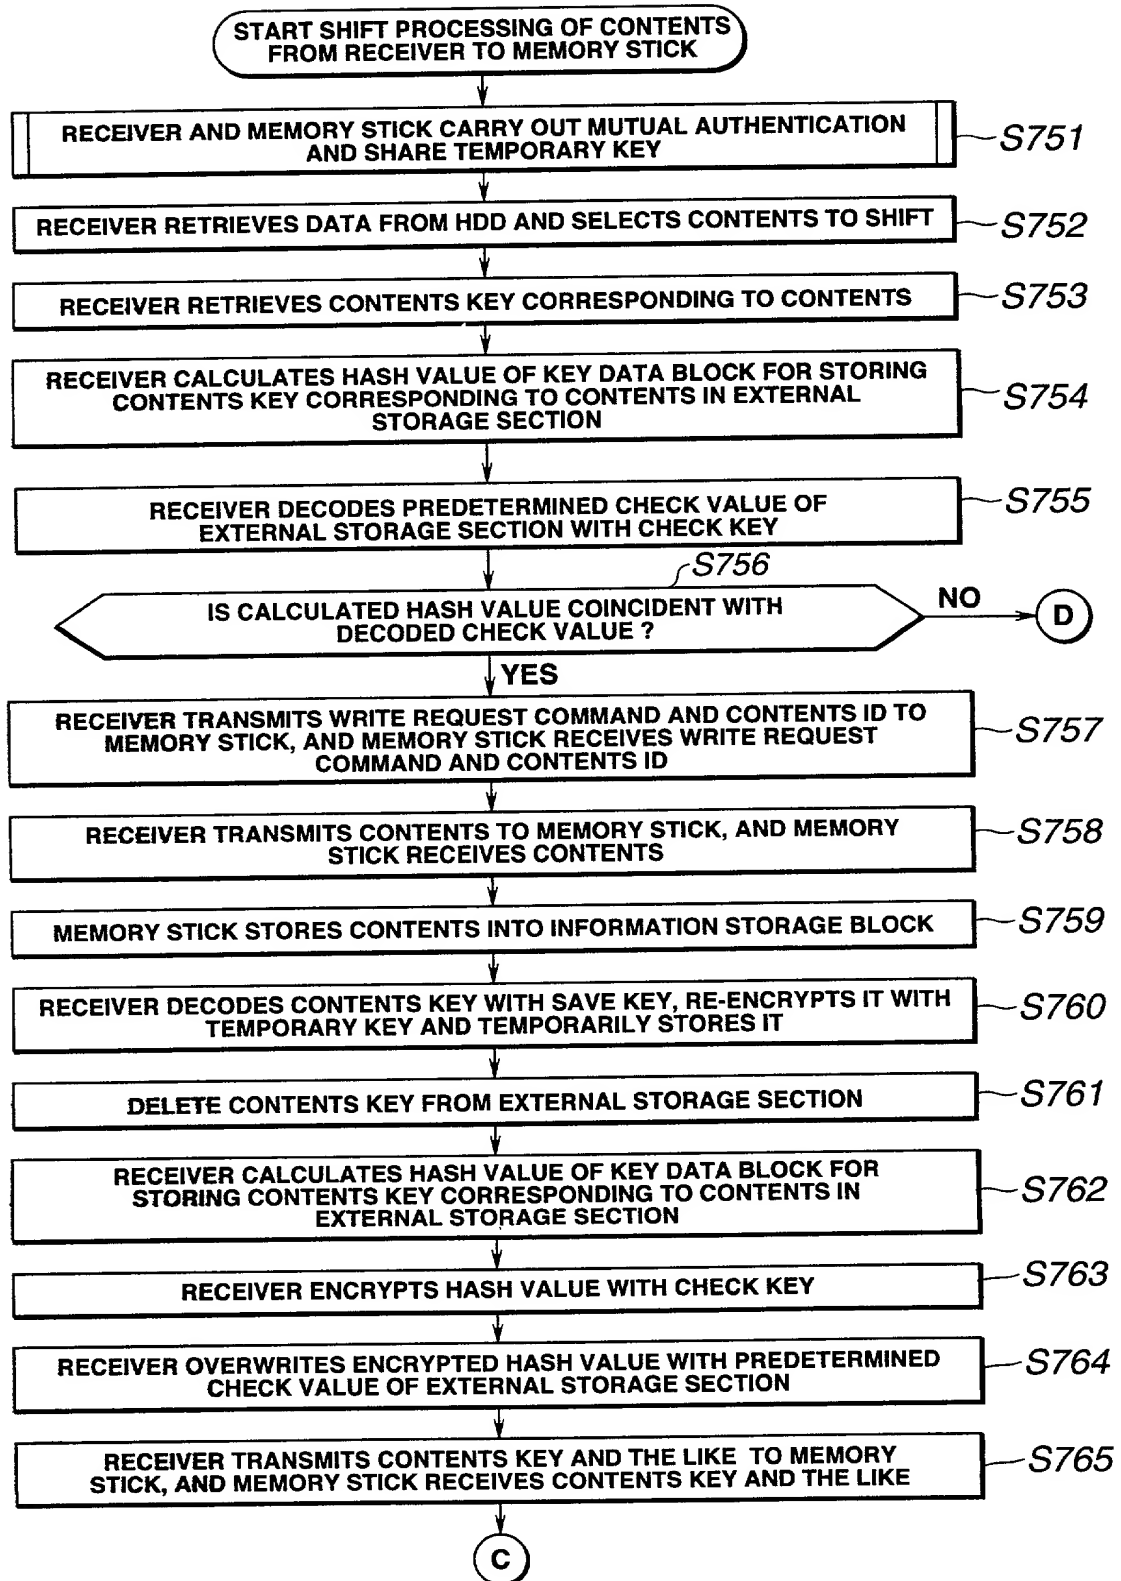 START SHIFT PROCESSING OF CONTENTS
FROM RECEIVER TO MEMORY STICK
RECEIVER AND MEMORY STICK CARRY OUT MUTUAL AUTHENTICATION
AND SHARE TEMPORARY KEY
S751
RECEIVER RETRIEVES DATA FROM HDD AND SELECTS CONTENTS TO SHIFT
S752
RECEIVER RETRIEVES CONTENTS KEY CORRESPONDING TO CONTENTS
S753
RECEIVER CALCULATES HASH VALUE OF KEY DATA BLOCK FOR STORING
CONTENTS KEY CORRESPONDING TO CONTENTS IN EXTERNAL
STORAGE SECTION
S754
RECEIVER DECODES PREDETERMINED CHECK VALUE OF
EXTERNAL STORAGE SECTION WITH CHECK KEY
S755
S756
IS CALCULATED HASH VALUE COINCIDENT WITH
DECODED CHECK VALUE ?
NO
D
YES
RECEIVER TRANSMITS WRITE REQUEST COMMAND AND CONTENTS ID TO
MEMORY STICK, AND MEMORY STICK RECEIVES WRITE REQUEST
COMMAND AND CONTENTS ID
S757
RECEIVER TRANSMITS CONTENTS TO MEMORY STICK, AND MEMORY
STICK RECEIVES CONTENTS
S758
MEMORY STICK STORES CONTENTS INTO INFORMATION STORAGE BLOCK
S759
RECEIVER DECODES CONTENTS KEY WITH SAVE KEY, RE-ENCRYPTS IT WITH
TEMPORARY KEY AND TEMPORARILY STORES IT
S760
DELETE CONTENTS KEY FROM EXTERNAL STORAGE SECTION
S761
RECEIVER CALCULATES HASH VALUE OF KEY DATA BLOCK FOR
STORING CONTENTS KEY CORRESPONDING TO CONTENTS IN
EXTERNAL STORAGE SECTION
S762
RECEIVER ENCRYPTS HASH VALUE WITH CHECK KEY
S763
RECEIVER OVERWRITES ENCRYPTED HASH VALUE WITH PREDETERMINED
CHECK VALUE OF EXTERNAL STORAGE SECTION
S764
RECEIVER TRANSMITS CONTENTS KEY AND THE LIKE TO MEMORY
STICK, AND MEMORY STICK RECEIVES CONTENTS KEY AND THE LIKE
S765
C